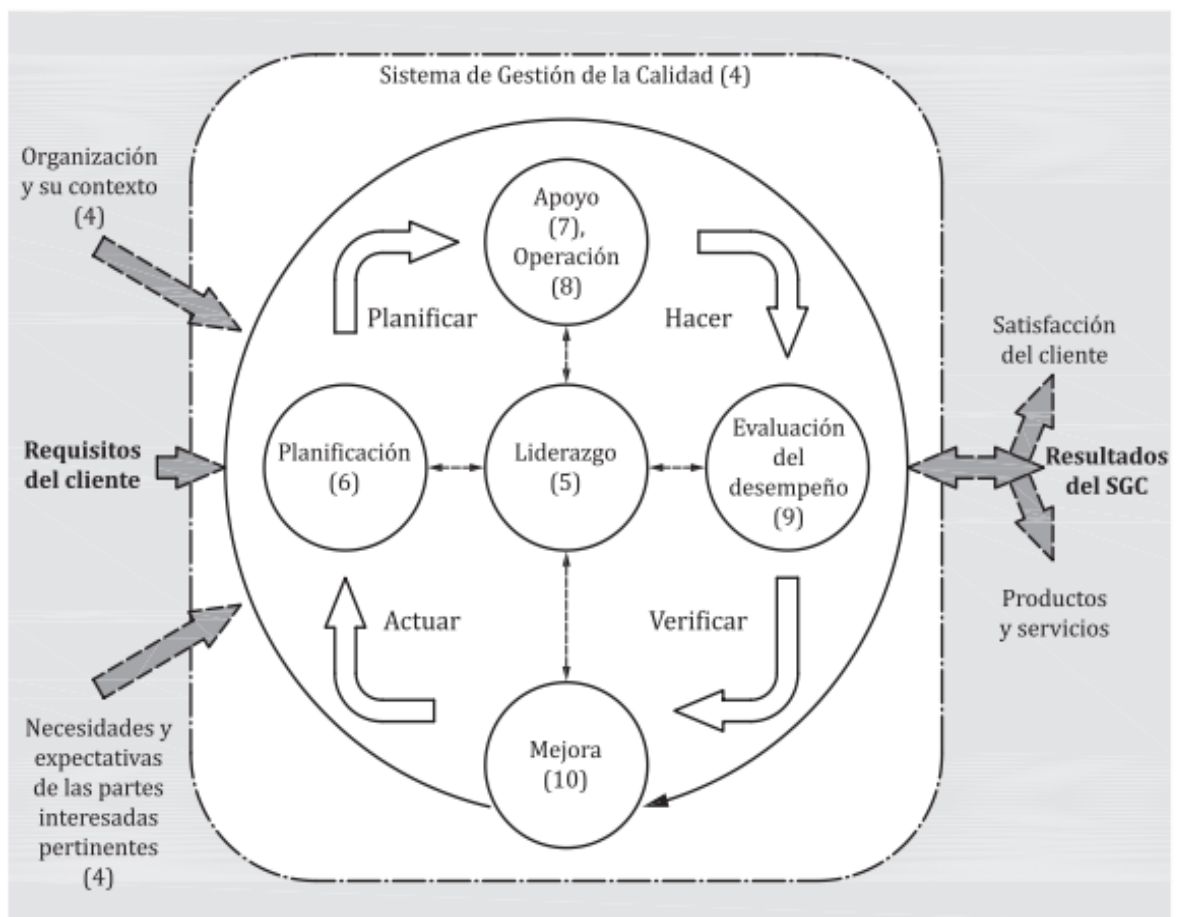 Sistema de Gestión de la Calidad (4)
Organización
y su contexto
(4)
Requisitos
del cliente
Necesidades y
expectativas
de las partes
interesadas
pertinentes
(4)
Apoyo
(7),
Operación
(8)
Planificar
Hacer
Planificación
(6)
Liderazgo
(5)
Evaluación
del
desempeño
(9)
Actuar
Verificar
Mejora
(10)
Satisfacción
del cliente
Resultados
del SGC
Productos
y servicios